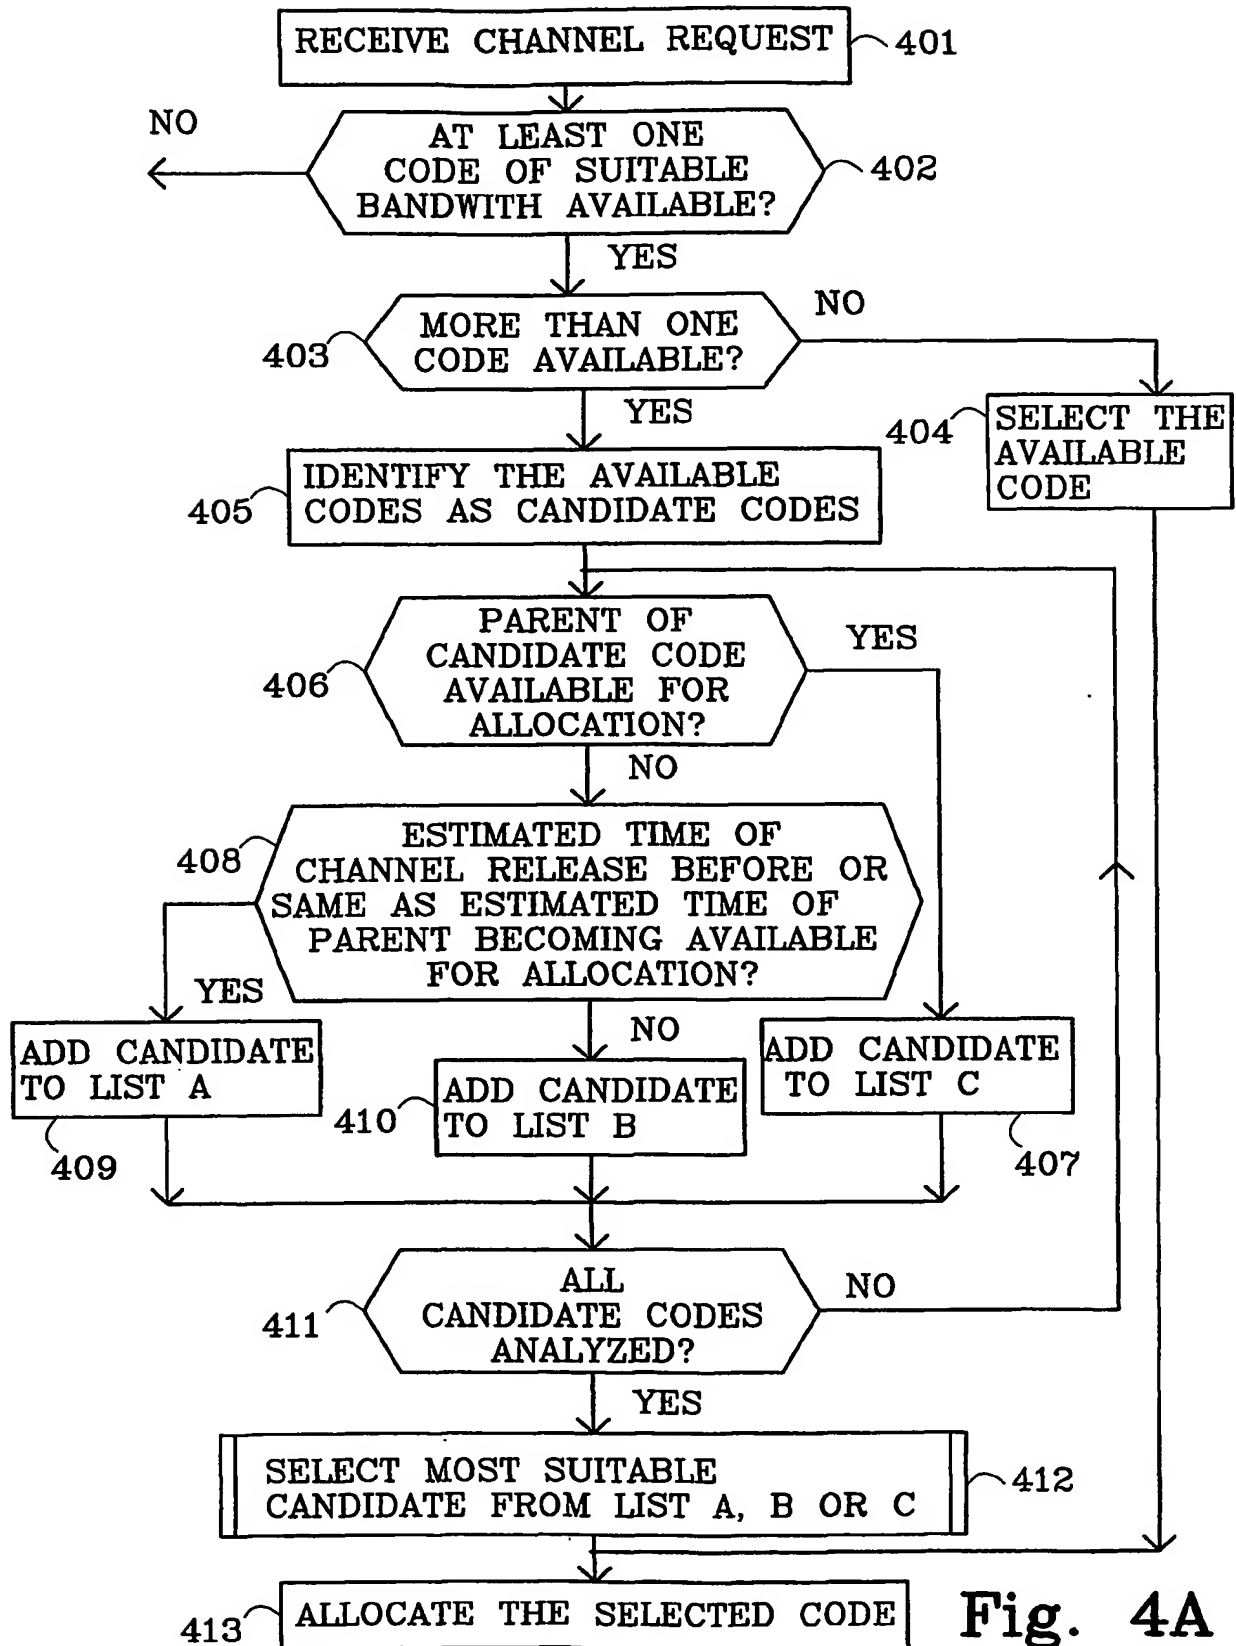 RECEIVE CHANNEL REQUEST
401
NO
AT LEAST ONE
CODE OF SUITABLE
BANDWITH AVAILABLE?
402
YES
NO
MORE THAN ONE
CODE AVAILABLE?
403
YES
404
SELECT THE
AVAILABLE
CODE
IDENTIFY THE AVAILABLE
CODES AS CANDIDATE CODES
405
PARENT OF
CANDIDATE CODE
AVAILABLE FOR
ALLOCATION?
YES
406
NO
ESTIMATED TIME OF
CHANNEL RELEASE BEFORE OR
SAME AS ESTIMATED TIME OF
PARENT BECOMING AVAILABLE
FOR ALLOCATION?
408
YES
NO
ADD CANDIDATE
TO LIST A
409
ADD CANDIDATE
TO LIST B
410
ADD CANDIDATE
TO LIST C
407
ALL
CANDIDATE CODES
ANALYZED?
NO
411
YES
SELECT MOST SUITABLE
CANDIDATE FROM LIST A, B OR C
412
ALLOCATE THE SELECTED CODE
413
Fig. 4A